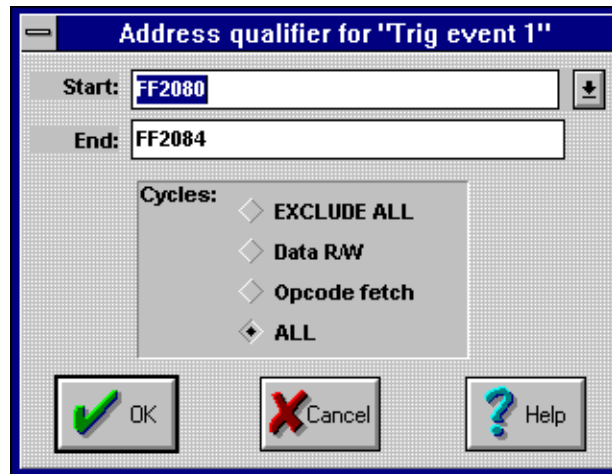 Address qualifier for "Trig event 1"
Start: FF2080
End: FF2084
Cycles:
EXCLUDE ALL
Data R/W
Opcode fetch
ALL
OK Cancel Help